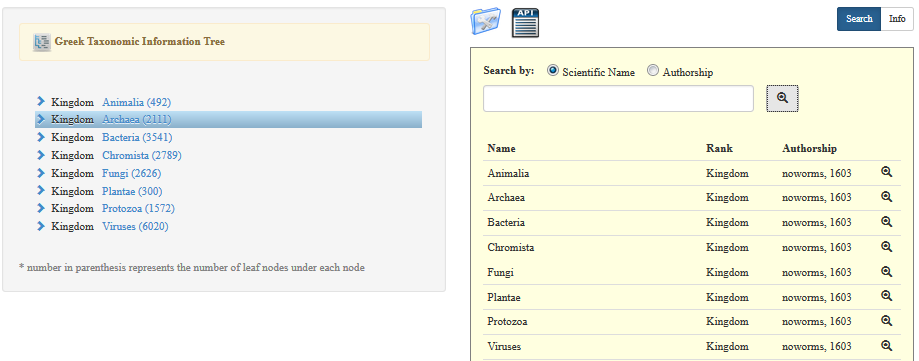 Greek Taxonomic Information Tree
Kingdom Animalia (492)
Kingdom Archaea (2111)
Kingdom Bacteria (3541)
Kingdom Chromista (2789)
Kingdom Fungi (2626)
Kingdom Plantae (300)
Kingdom Protozoa (1572)
Kingdom Viruses (6020)
* number in parenthesis represents the number of leaf nodes under each node
API
Search Info
Search by: Scientific Name Authorship
Name Rank Authorship
Animalia Kingdom noworms, 1603
Archaea Kingdom noworms, 1603
Bacteria Kingdom noworms, 1603
Chromista Kingdom noworms, 1603
Fungi Kingdom noworms, 1603
Plantae Kingdom noworms, 1603
Protozoa Kingdom noworms, 1603
Viruses Kingdom noworms, 1603